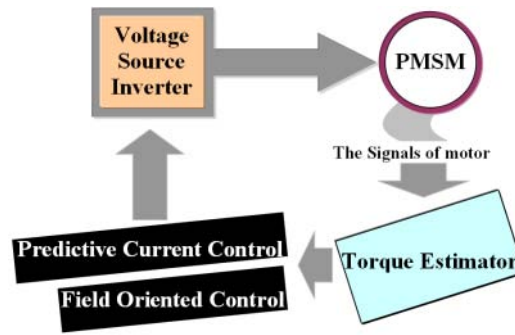 Voltage
Source
Inverter
PMSM
The Signals of motor
Predictive Current Control
Torque Estimator
Field Oriented Control